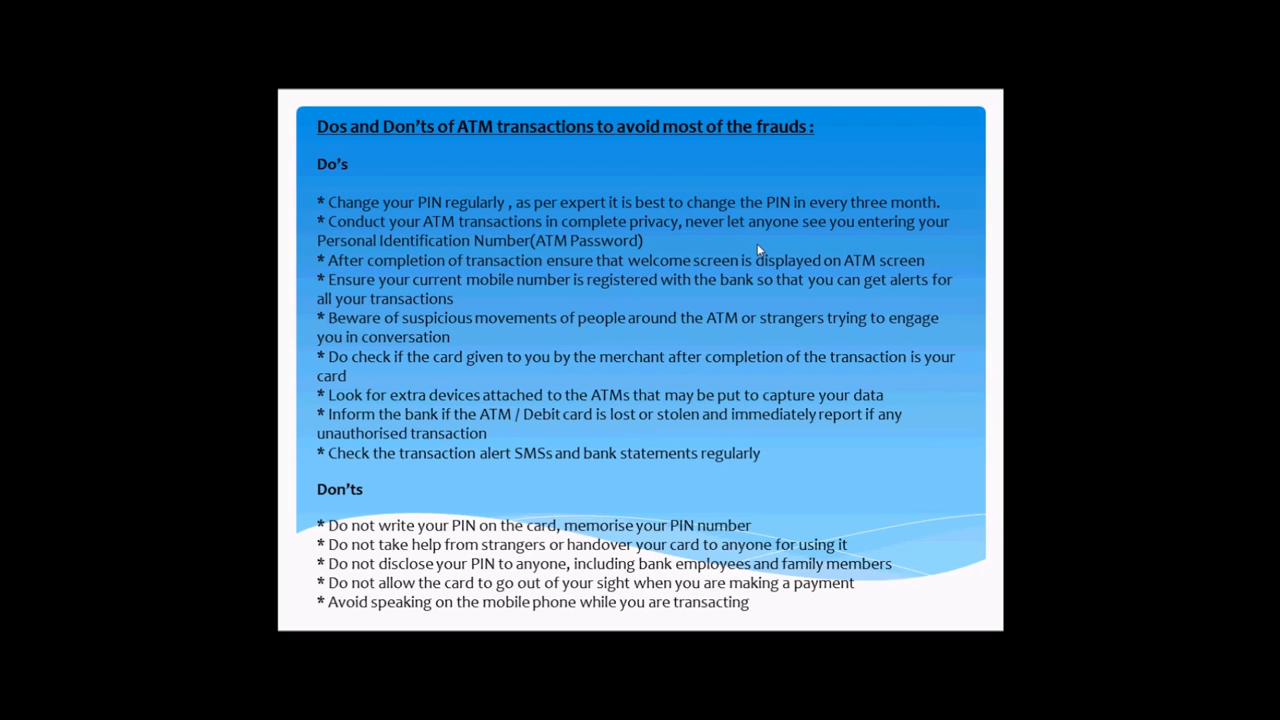 Dos and Don'ts of ATM transactions to avoid most of the frauds :
Do's
* Change your PIN regularly , as per expert it is best to change the PIN in every three month.
* Conduct your ATM transactions in complete privacy, never let anyone see you entering your
Personal Identification Number(ATM Password)
* After completion of transaction ensure that welcome screen is displayed on ATM screen
* Ensure your current mobile number is registered with the bank so that you can get alerts for
all your transactions
* Beware of suspicious movements of people around the ATM or strangers trying to engage
you in conversation
* Do check if the card given to you by the merchant after completion of the transaction is your
card
* Look for extra devices attached to the ATMs that may be put to capture your data
* Inform the bank if the ATM / Debit card is lost or stolen and immediately report if any
unauthorised transaction
* Check the transaction alert SMSs and bank statements regularly
Don'ts
* Do not write your PIN on the card, memorise your PIN number
* Do not take help from strangers or handover your card to anyone for using it
* Do not disclose your PIN to anyone, including bank employees and family members
* Do not allow the card to go out of your sight when you are making a payment
* Avoid speaking on the mobile phone while you are transacting